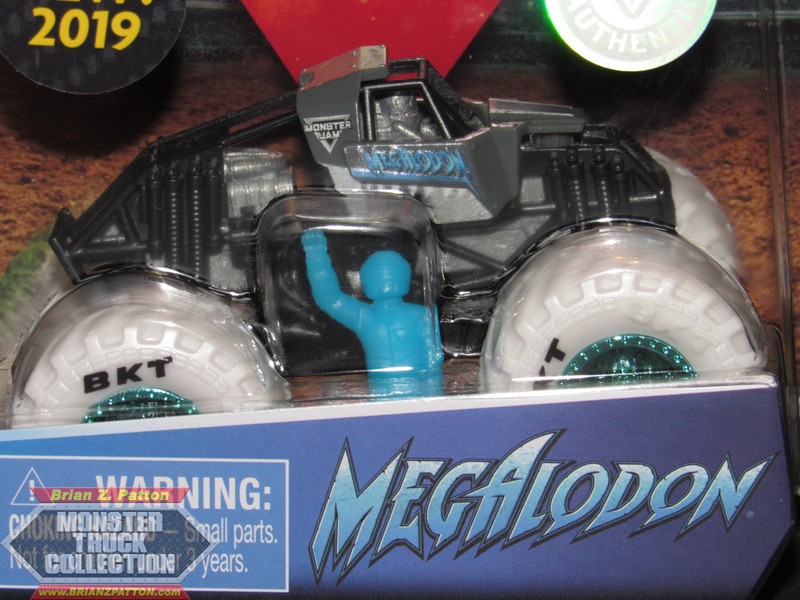 2019
AUTHENTIC
MONSTER
JAM
MEGALODON
BKT
WARNING:
Small parts.
3 years.
MEGALODON
Brian Z. Patton
MONSTER
TRUCK
COLLECTION
www.BRIANZPATTON.com